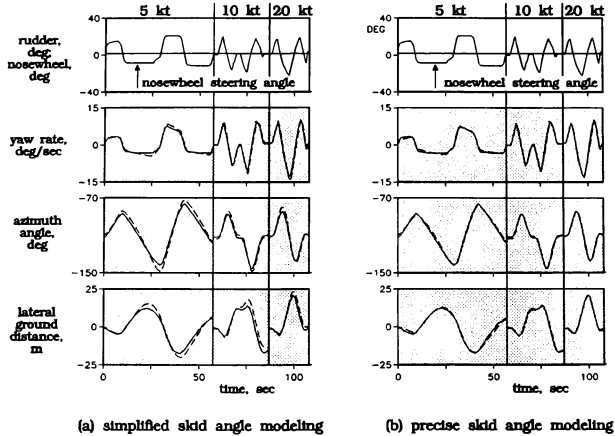 5 kt 10 kt 20 kt
5 kt 10 kt 20 kt
rudder,
deg;
nosewheel,
deg
40
0
-40
nosewheel steering angle
DEG
40
0
-40
nosewheel steering angle
yaw rate,
deg/sec
15
0
-15
15
0
-15
azimuth
angle,
deg
-70
-150
-70
-150
lateral
ground
distance,
m
25
0
-25
25
0
-25
0 50 100
time, sec
0 50 100
time, sec
(a) simplified skid angle modeling
(b) precise skid angle modeling